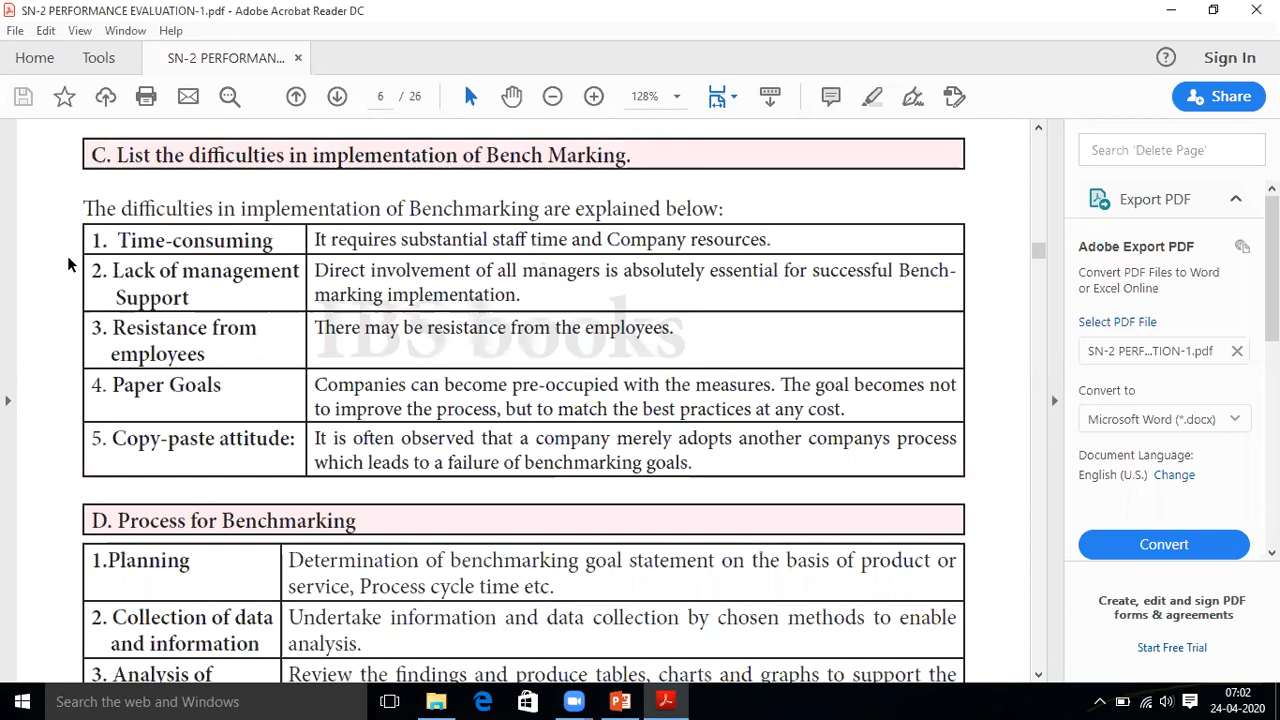 SN-2 PERFORMANCE EVALUATION-1.pdf - Adobe Acrobat Reader DC
File Edit View Window Help
Home Tools SN-2 PERFORMAN... × Sign In
6 / 26 128% Share
C. List the difficulties in implementation of Bench Marking.
The difficulties in implementation of Benchmarking are explained below:
1. Time-consuming It requires substantial staff time and Company resources.
2. Lack of management Support Direct involvement of all managers is absolutely essential for successful Bench-
marking implementation.
3. Resistance from employees There may be resistance from the employees.
4. Paper Goals Companies can become pre-occupied with the measures. The goal becomes not
to improve the process, but to match the best practices at any cost.
5. Copy-paste attitude: It is often observed that a company merely adopts another companys process
which leads to a failure of benchmarking goals.
IBS books
D. Process for Benchmarking
1.Planning Determination of benchmarking goal statement on the basis of product or
service, Process cycle time etc.
2. Collection of data and information Undertake information and data collection by chosen methods to enable
analysis.
3. Analysis of Review the findings and produce tables, charts and graphs to support the
Search 'Delete Page'
Export PDF
Adobe Export PDF
Convert PDF Files to Word
or Excel Online
Select PDF File
SN-2 PERF...TION-1.pdf
Convert to
Microsoft Word (*.docx)
Document Language:
English (U.S.) Change
Convert
Create, edit and sign PDF
forms & agreements
Start Free Trial
Search the web and Windows
07:02
24-04-2020